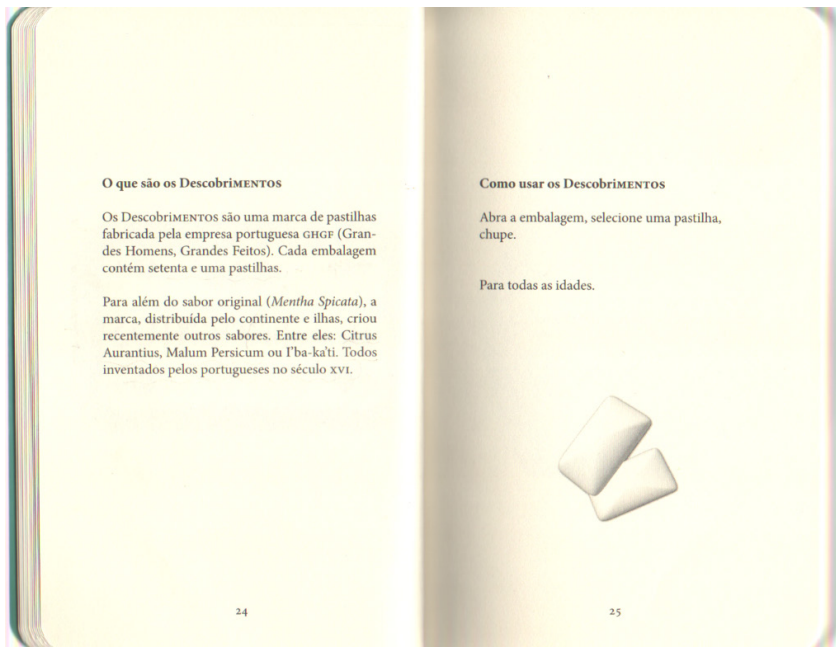 O que são os DescobriMENTOS
Os DescobriMENTOS são uma marca de pastilhas
fabricada pela empresa portuguesa GHGF (Gran-
des Homens, Grandes Feitos). Cada embalagem
contém setenta e uma pastilhas.
Para além do sabor original (Mentha Spicata), a
marca, distribuída pelo continente e ilhas, criou
recentemente outros sabores. Entre eles: Citrus
Aurantius, Malum Persicum ou I'ba-ka'ti. Todos
inventados pelos portugueses no século XVI.
24
Como usar os DescobriMENTOS
Abra a embalagem, selecione uma pastilha,
chupe.
Para todas as idades.
25